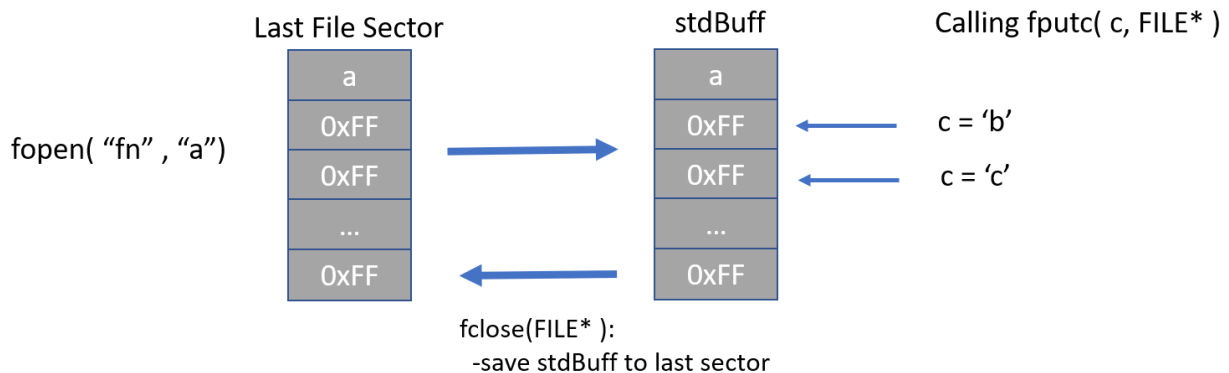 Last File Sector
stdBuff
Calling fputc( c, FILE* )
a
a
0xFF
0xFF
c = ‘b’
fopen( “fn” , “a”)
0xFF
0xFF
c = ‘c’
...
...
0xFF
0xFF
fclose(FILE* ):
-save stdBuff to last sector